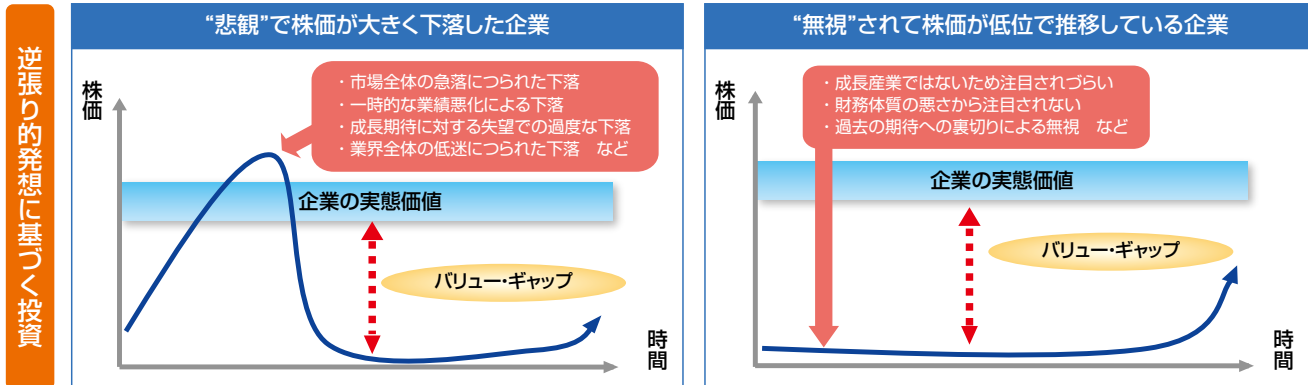 逆張り的発想に基づく投資
“悲観”で株価が大きく下落した企業
株価
・市場全体の急落につられた下落
・一時的な業績悪化による下落
・成長期待に対する失望での過度な下落
・業界全体の低迷につられた下落　など
企業の実態価値
バリュー・ギャップ
時間
“無視”されて株価が低位で推移している企業
株価
・成長産業ではないため注目されづらい
・財務体質の悪さから注目されない
・過去の期待への裏切りによる無視　など
企業の実態価値
バリュー・ギャップ
時間